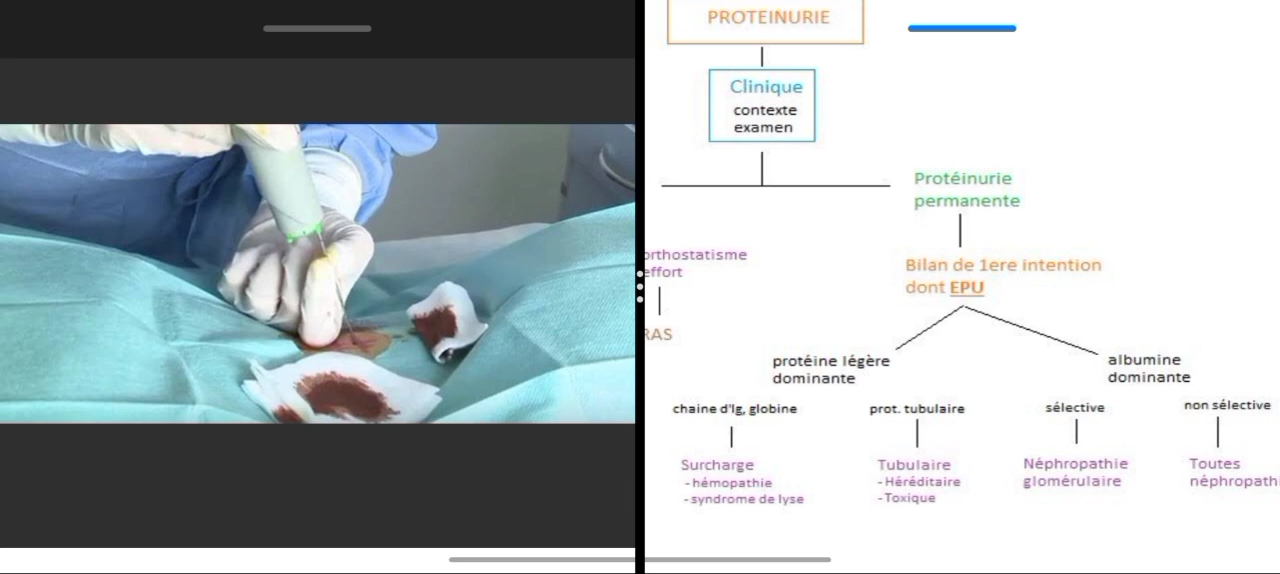 PROTEINURIE
Clinique
contexte
examen
Protéinurie
permanente
orthostatisme
effort
RAS
Bilan de 1ere intention
dont EPU
protéine légère
dominante
albumine
dominante
chaine d'Ig, globine
prot. tubulaire
sélective
non sélective
Surcharge
- hémopathie
- syndrome de lyse
Tubulaire
- Héréditaire
- Toxique
Néphropathie
glomérulaire
Toutes
néphropathi